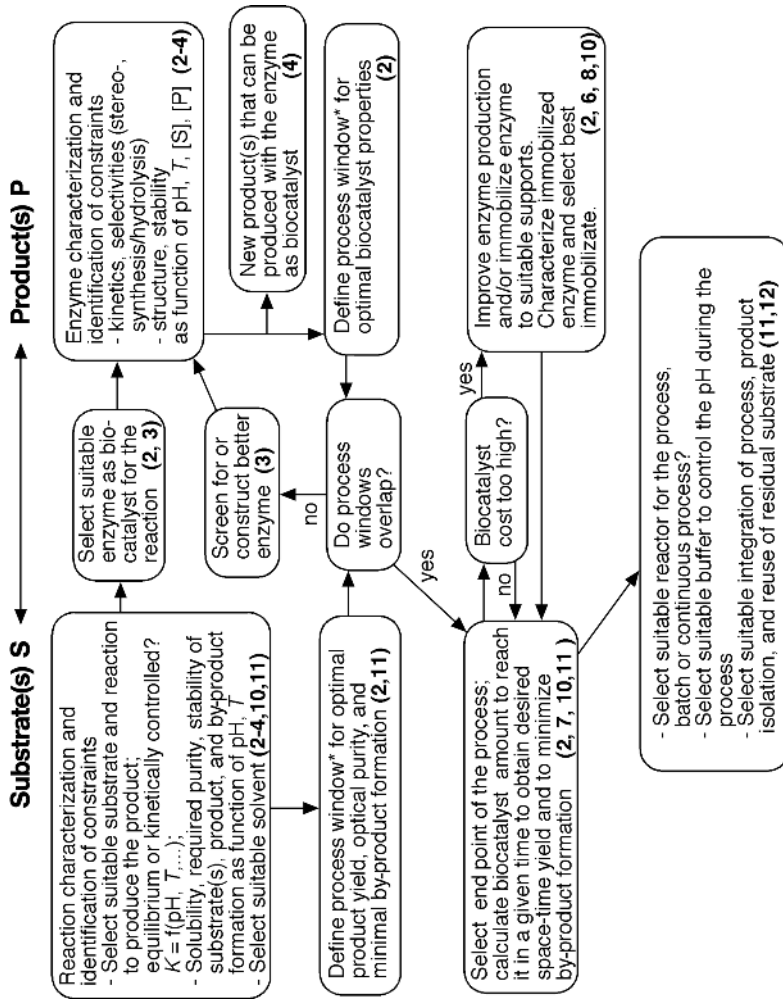 Substrate(s) S
Product(s) P
Reaction characterization and
identification of constraints
- Select suitable substrate and reaction
to produce the product;
equilibrium or kinetically controlled?
K = f(pH, T,...);
- Solubility, required purity, stability of
substrate(s), product, and by-product
formation as function of pH, T
- Select suitable solvent (2-4,10,11)
Select suitable
enzyme as bio-
catalyst for the
reaction (2, 3)
Enzyme characterization and
identification of constraints
- kinetics, selectivities (stereo-,
synthesis/hydrolysis)
- structure, stability
as function of pH, T, [S], [P] (2-4)
Screen for or
construct better
enzyme (3)
New product(s) that can be
produced with the enzyme
as biocatalyst (4)
Define process window* for optimal
product yield, optical purity, and
minimal by-product formation (2,11)
no
Do process
windows
overlap?
Define process window* for
optimal biocatalyst properties
(2)
yes
Select end point of the process;
calculate biocatalyst amount to reach
it in a given time to obtain desired
space-time yield and to minimize
by-product formation (2, 7, 10,11 )
no
Biocatalyst
cost too high?
yes
Improve enzyme production
and/or immobilize enzyme
to suitable supports.
Characterize immobilized
enzyme and select best
immobilizate.
(2, 6, 8,10)
- Select suitable reactor for the process,
batch or continuous process?
- Select suitable buffer to control the pH during the
process
- Select suitable integration of process, product
isolation, and reuse of residual substrate (11,12)